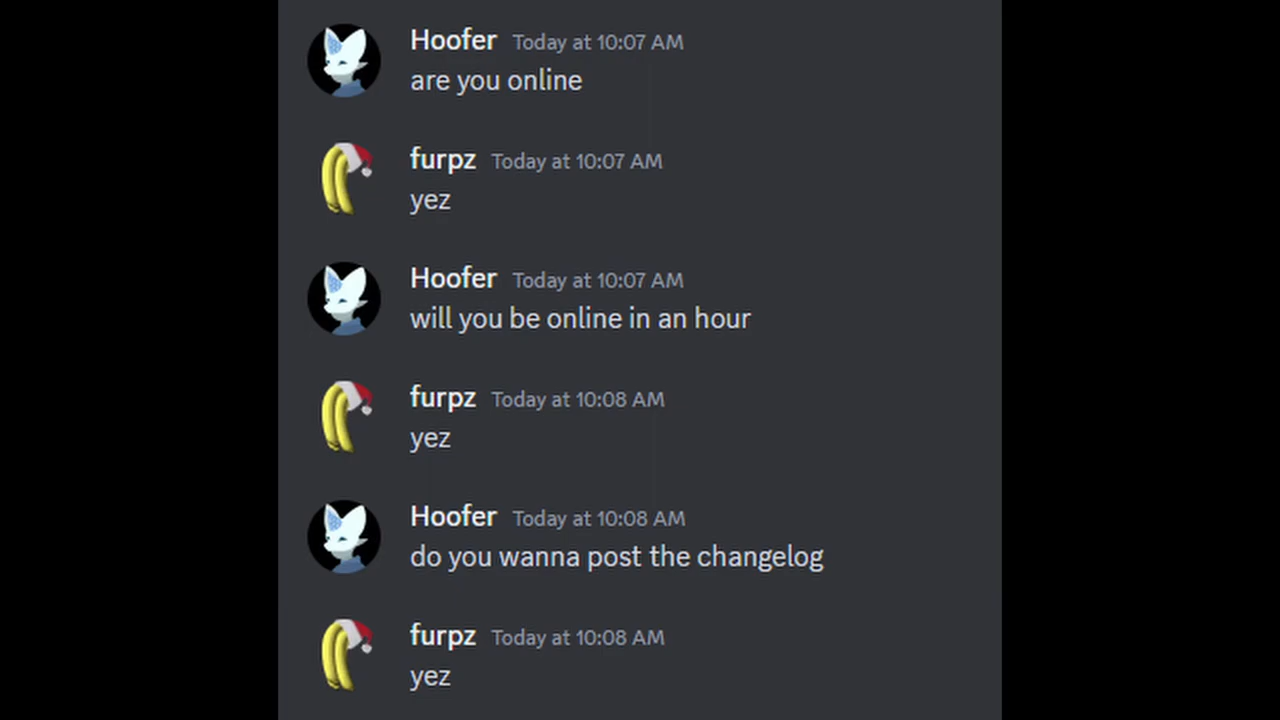 Hoofer Today at 10:07 AM
are you online
furpz Today at 10:07 AM
yez
Hoofer Today at 10:07 AM
will you be online in an hour
furpz Today at 10:08 AM
yez
Hoofer Today at 10:08 AM
do you wanna post the changelog
furpz Today at 10:08 AM
yez